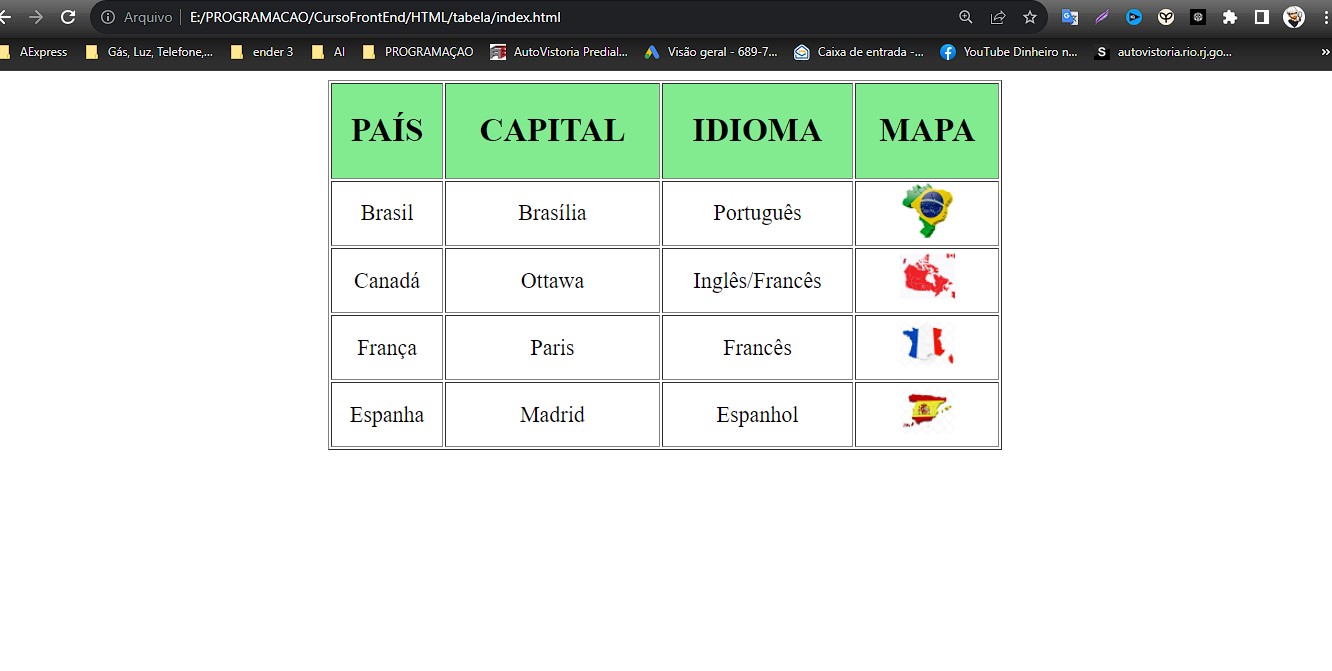 Arquivo E:/PROGRAMACAO/CursoFrontEnd/HTML/tabela/index.html
AExpress Gás, Luz, Telefone,... ender 3 AI PROGRAMAÇAO AutoVistoria Predial... Visão geral - 689-7... Caixa de entrada -... YouTube Dinheiro n... S autovistoria.rio.rj.go... »
PAÍS CAPITAL IDIOMA MAPA
Brasil Brasília Português
Canadá Ottawa Inglês/Francês
França Paris Francês
Espanha Madrid Espanhol